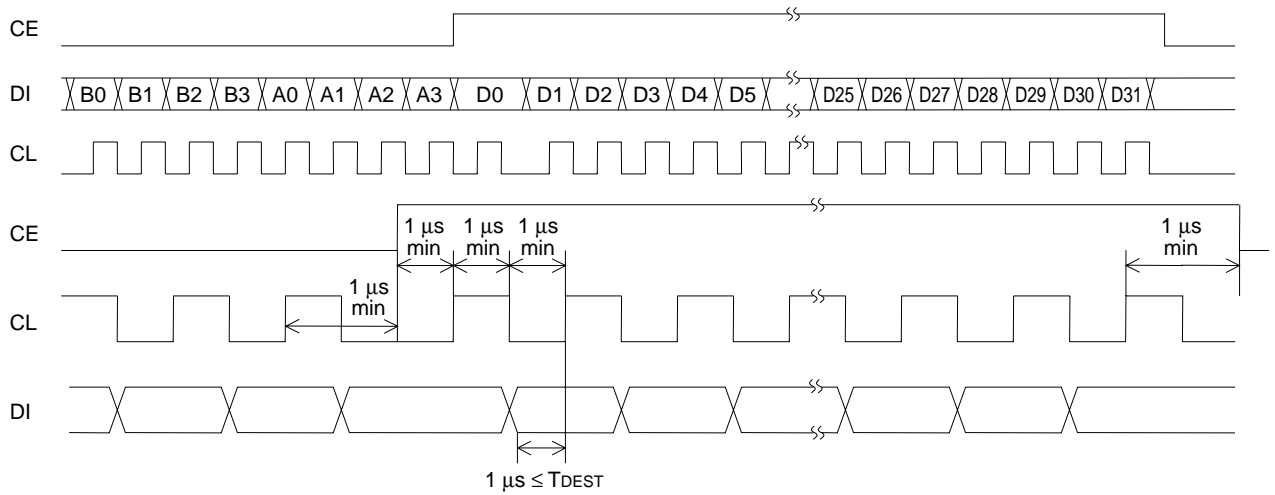 CE
DI B0 B1 B2 B3 A0 A1 A2 A3 D0 D1 D2 D3 D4 D5 D25 D26 D27 D28 D29 D30 D31
CL
CE 1 μs min 1 μs min 1 μs min 1 μs min
CL 1 μs min
DI
1 μs ≤ TDEST